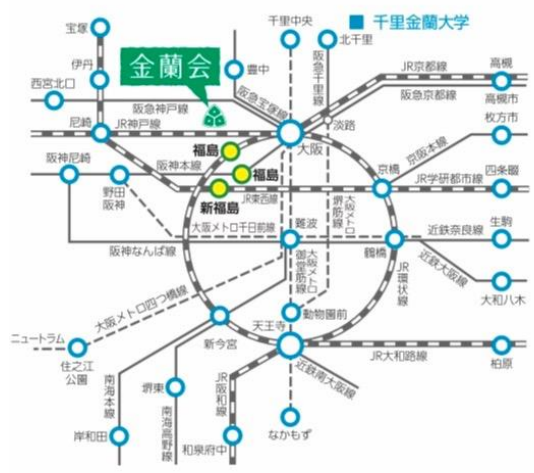 宝塚
千里中央
北千里
千里金蘭大学
伊丹
金蘭会
豊中
阪急千里線
JR京都線
高槻
西宮北口
阪急神戸線
阪急宝塚線
阪急京都線
高槻市
尼崎
JR神戸線
淡路
枚方市
大阪
福島
京阪本線
阪神尼崎
阪神本線
福島
京橋
四条畷
野田
阪神
新福島
JR東西線
JR学研都市線
大阪メトロ
堺筋線
大阪メトロ千日前線
難波
生駒
近鉄奈良線
阪神なんば線
大阪メトロ
御堂筋線
鶴橋
近鉄大阪線
JR環状線
大和八木
大阪メトロ四つ橋線
動物園前
天王寺
ニュートラム
新今宮
住之江
公園
JR大和路線
柏原
近鉄南大阪線
南海本線
堺東
JR阪和線
南海高野線
岸和田
和泉府中
なかもず